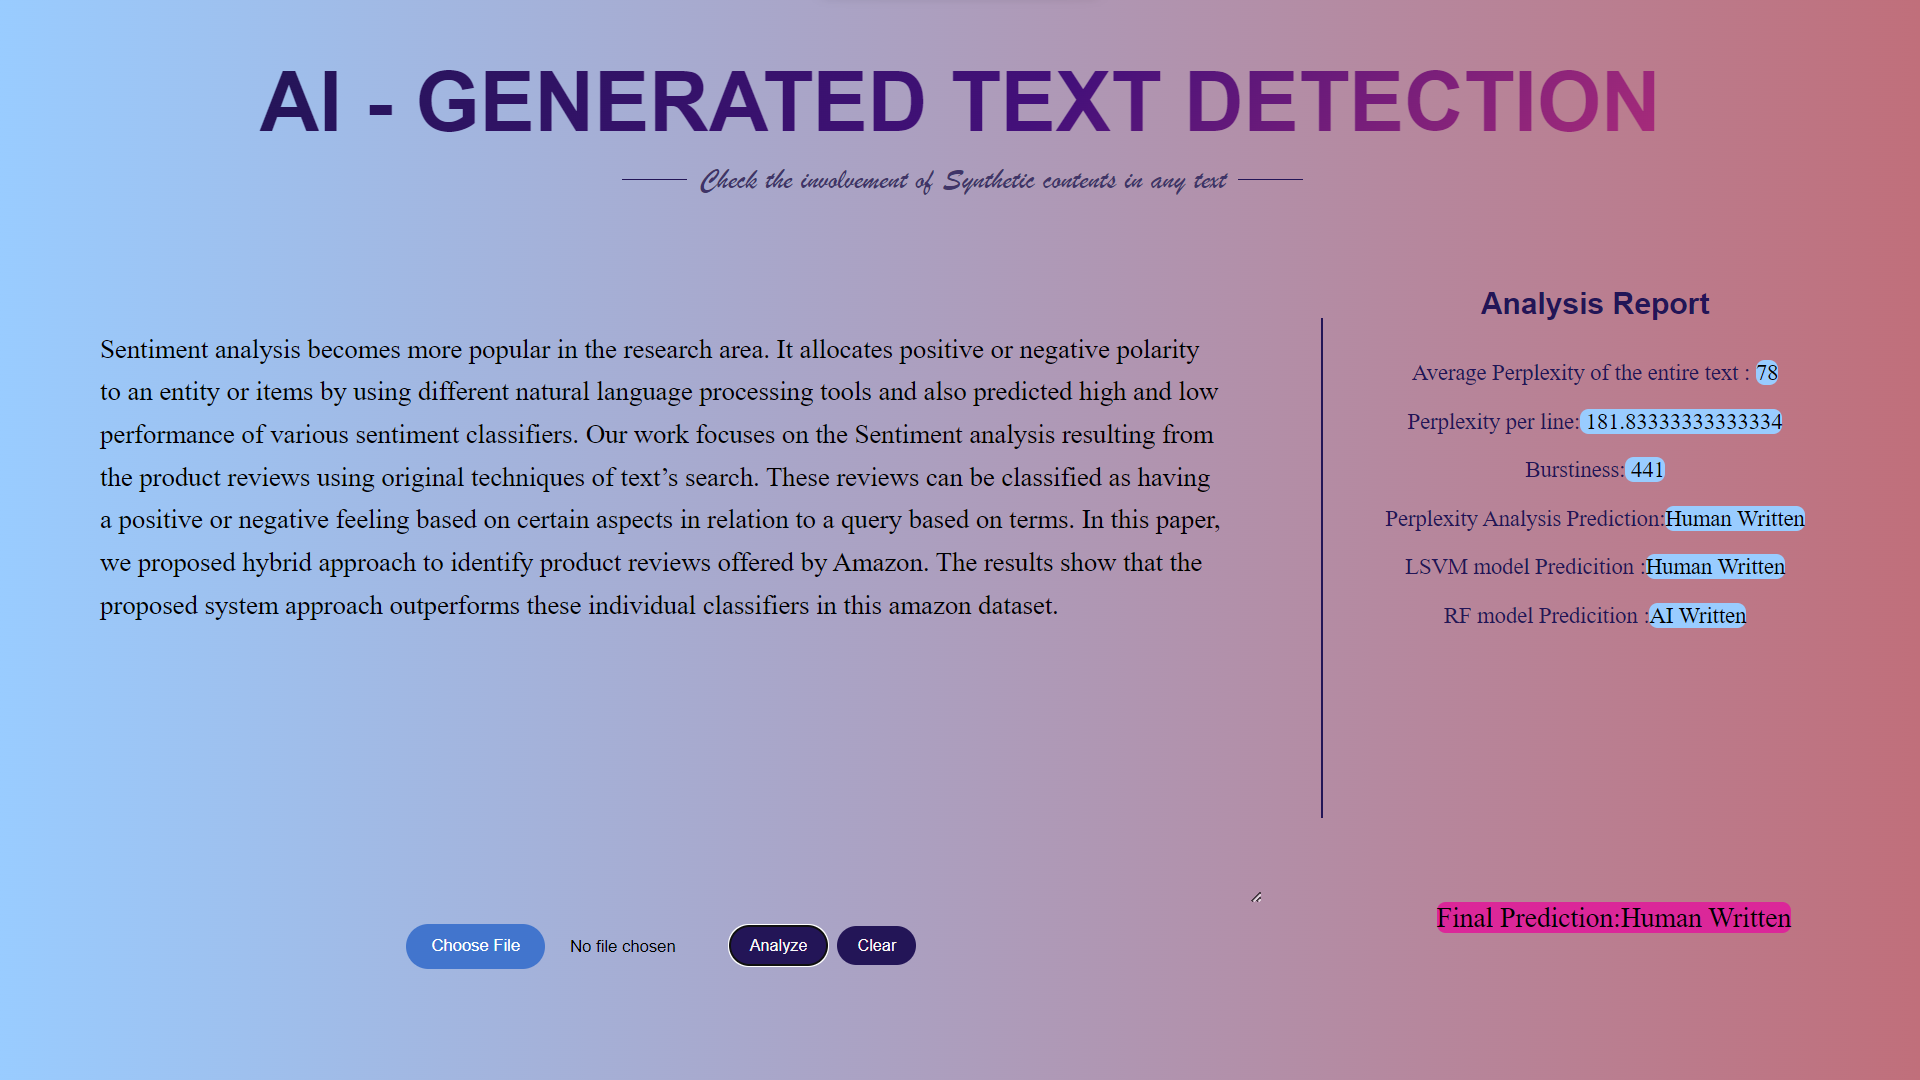 AI - GENERATED TEXT DETECTION
Check the involvement of Synthetic contents in any text
Sentiment analysis becomes more popular in the research area. It allocates positive or negative polarity
to an entity or items by using different natural language processing tools and also predicted high and low
performance of various sentiment classifiers. Our work focuses on the Sentiment analysis resulting from
the product reviews using original techniques of text’s search. These reviews can be classified as having
a positive or negative feeling based on certain aspects in relation to a query based on terms. In this paper,
we proposed hybrid approach to identify product reviews offered by Amazon. The results show that the
proposed system approach outperforms these individual classifiers in this amazon dataset.
Choose File No file chosen Analyze Clear
Analysis Report
Average Perplexity of the entire text : 78
Perplexity per line: 181.83333333333334
Burstiness: 441
Perplexity Analysis Prediction:Human Written
LSVM model Predicition :Human Written
RF model Predicition :AI Written
Final Prediction:Human Written